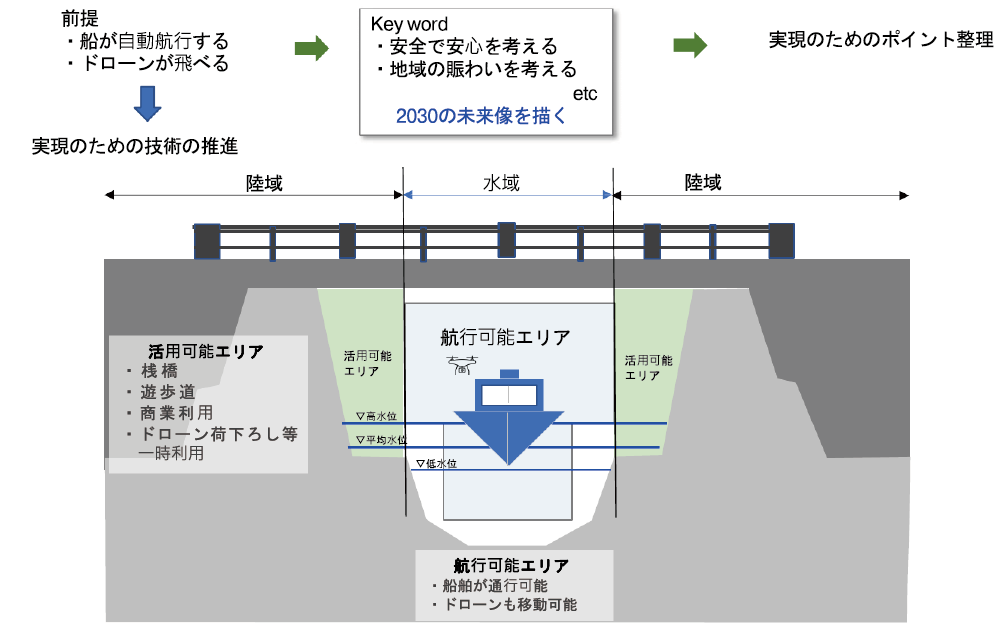 前提
・船が自動航行する
・ドローンが飛べる
実現のための技術の推進
Key word
・安全で安心を考える
・地域の賑わいを考える
etc
2030の未来像を描く
実現のためのポイント整理
陸域
水域
陸域
航行可能エリア
活用可能
エリア
活用可能
エリア
▽高水位
▽平均水位
▽低水位
活用可能エリア
・桟橋
・遊歩道
・商業利用
・ドローン荷下ろし等
一時利用
航行可能エリア
・船舶が通行可能
・ドローンも移動可能